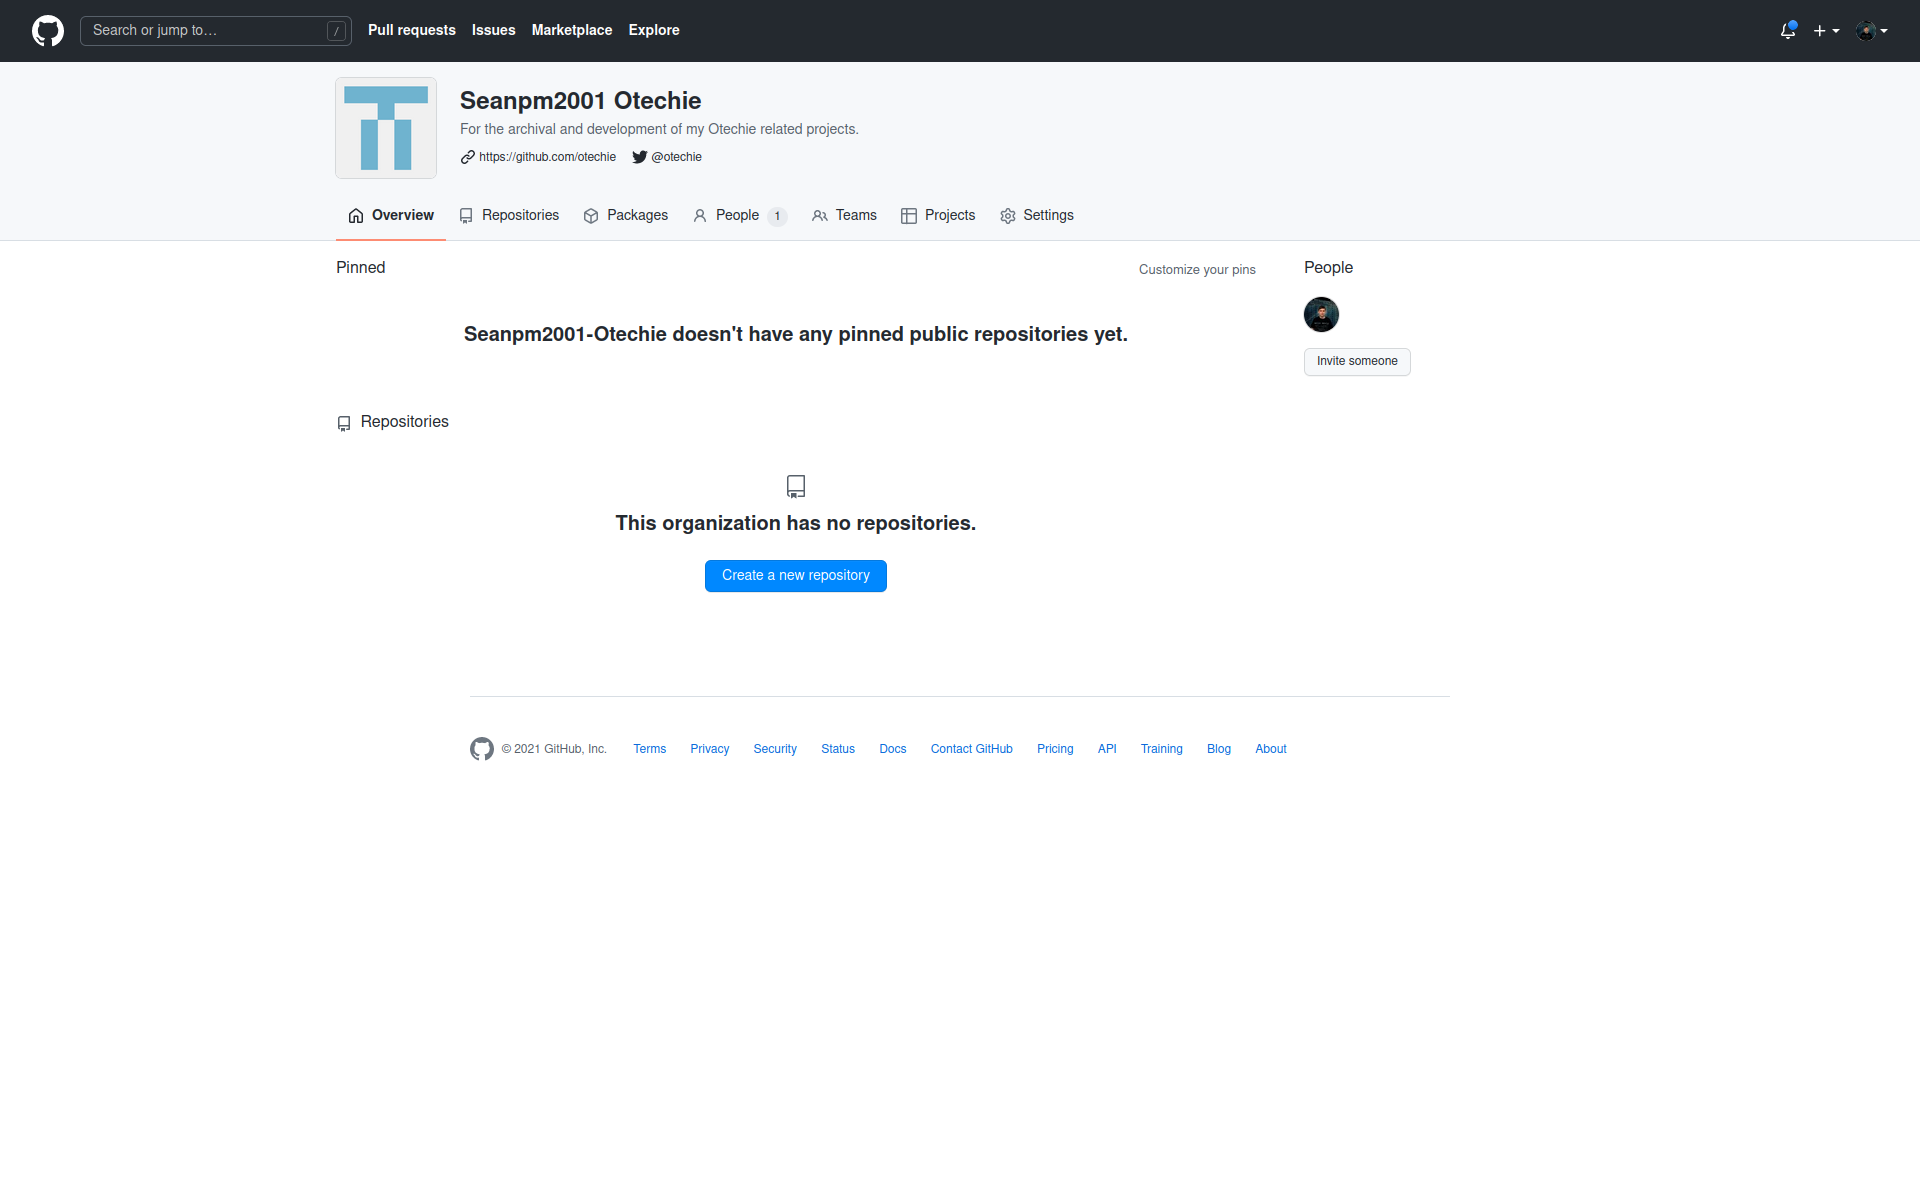 Search or jump to… /
Pull requests Issues Marketplace Explore
Seanpm2001 Otechie
For the archival and development of my Otechie related projects.
https://github.com/otechie @otechie
Overview Repositories Packages People 1 Teams Projects Settings
Pinned
Customize your pins
Seanpm2001-Otechie doesn't have any pinned public repositories yet.
People
Invite someone
Repositories
This organization has no repositories.
Create a new repository
© 2021 GitHub, Inc. Terms Privacy Security Status Docs Contact GitHub Pricing API Training Blog About